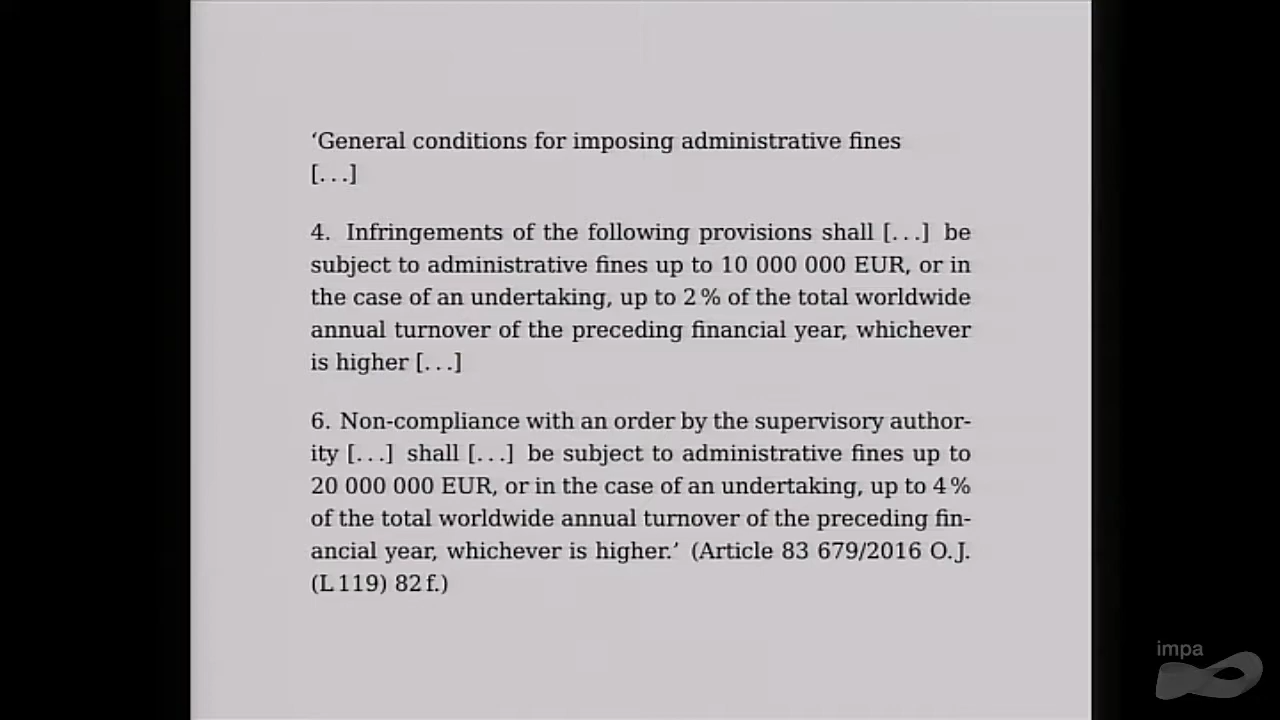 ‘General conditions for imposing administrative fines
[. . .]
4. Infringements of the following provisions shall [. . .] be
subject to administrative fines up to 10 000 000 EUR, or in
the case of an undertaking, up to 2 % of the total worldwide
annual turnover of the preceding financial year, whichever
is higher [. . .]
6. Non-compliance with an order by the supervisory author-
ity [. . .] shall [. . .] be subject to administrative fines up to
20 000 000 EUR, or in the case of an undertaking, up to 4 %
of the total worldwide annual turnover of the preceding fin-
ancial year, whichever is higher.’ (Article 83 679/2016 O.J.
(L 119) 82 f.)
impa